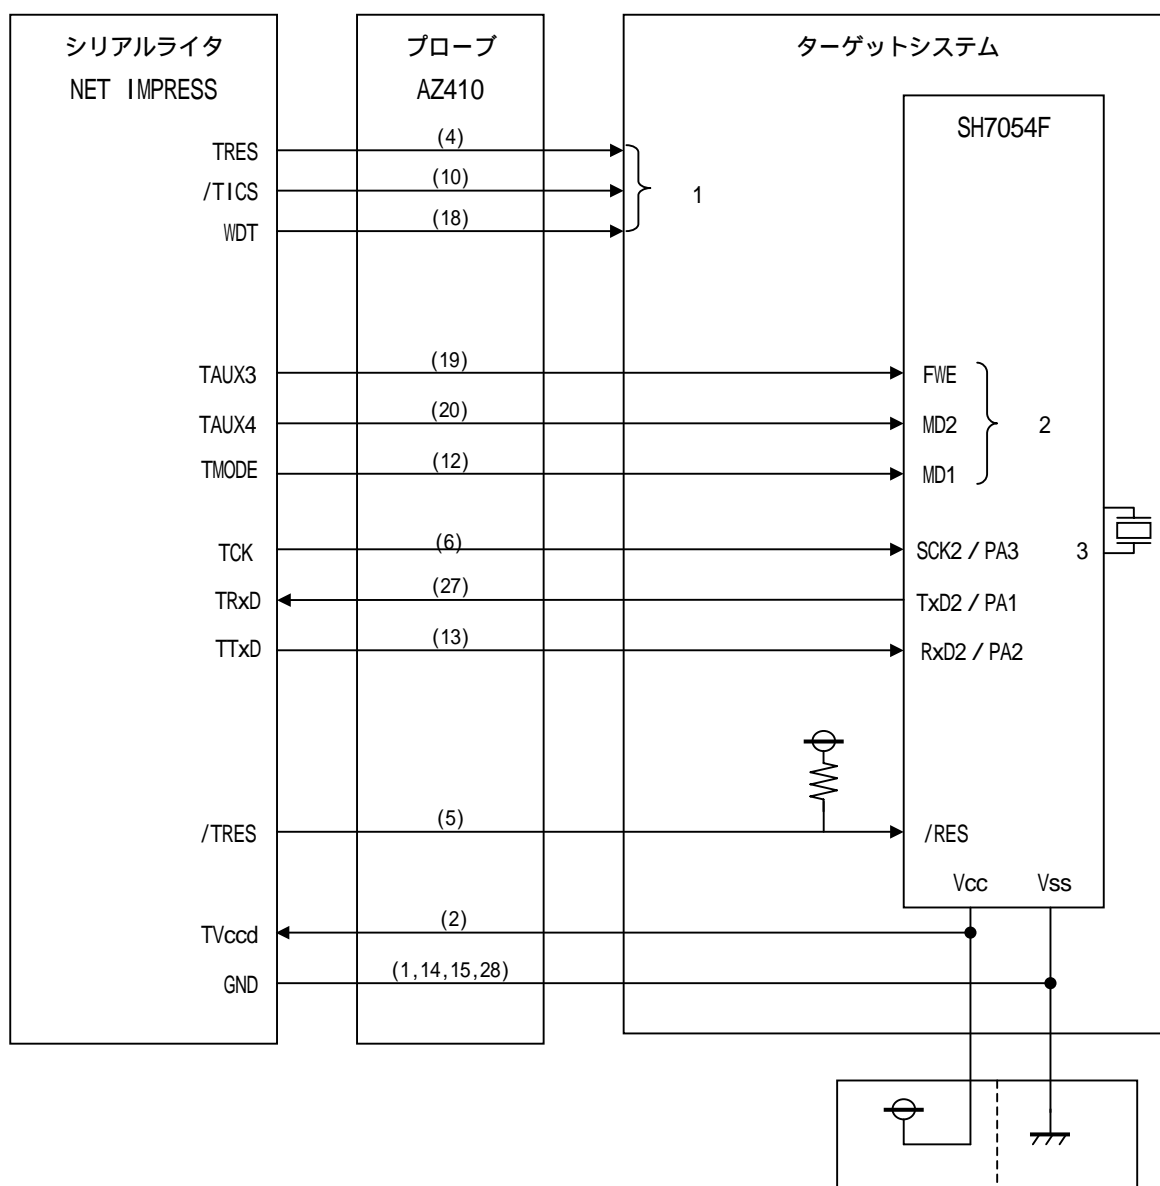 シリアルライタ
NET IMPRESS
プローブ
AZ410
ターゲットシステム
SH7054F
TRES
(4)
/TICS
(10)
1
WDT
(18)
TAUX3
(19)
FWE
TAUX4
(20)
MD2
2
TMODE
(12)
MD1
TCK
(6)
SCK2 / PA3
3
TRxD
(27)
TxD2 / PA1
TTxD
(13)
RxD2 / PA2
/TRES
(5)
/RES
Vcc
Vss
TVccd
(2)
GND
(1,14,15,28)